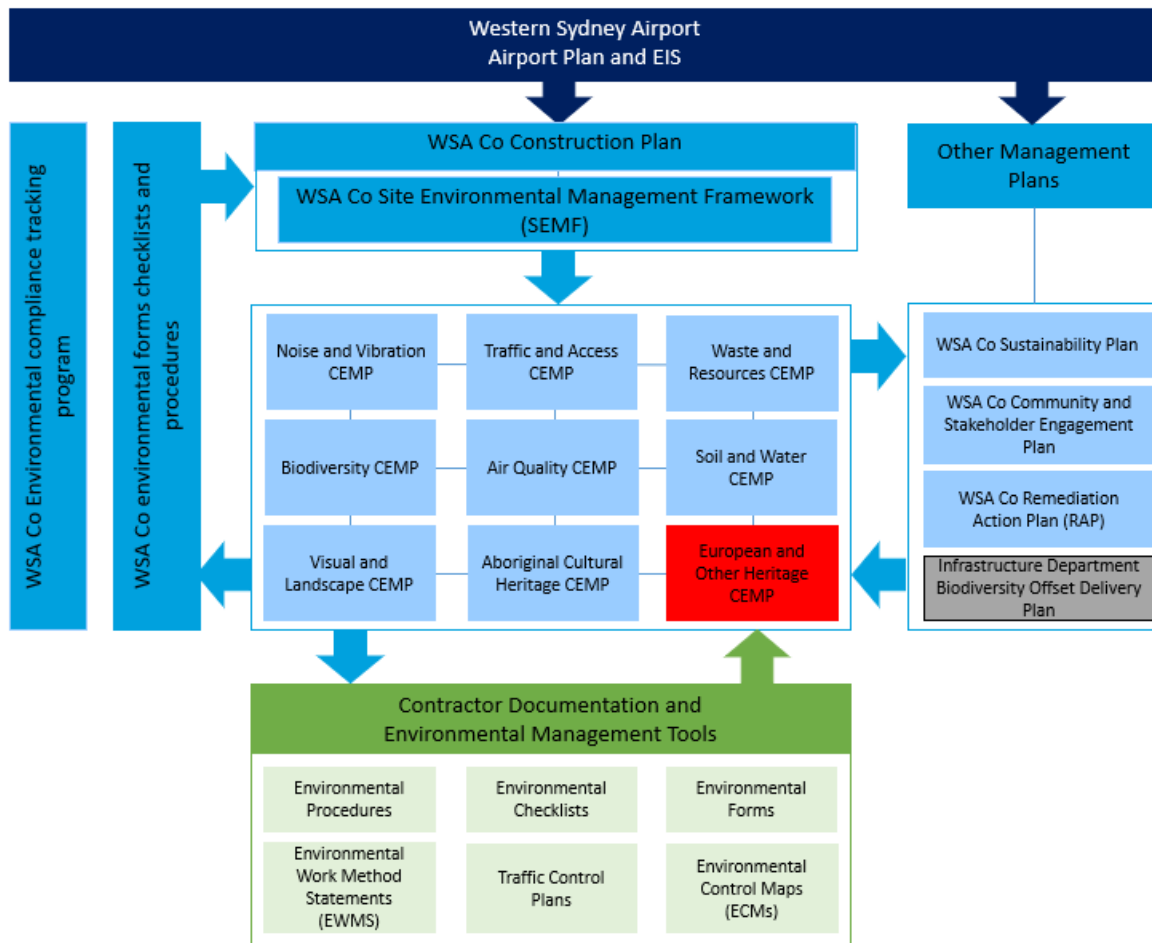 Western Sydney Airport
Airport Plan and EIS
WSA Co Environmental compliance tracking
program
WSA Co environmental forms checklists and
procedures
WSA Co Construction Plan
WSA Co Site Environmental Management Framework
(SEMF)
Other Management
Plans
Noise and Vibration
CEMP
Traffic and Access
CEMP
Waste and
Resources CEMP
Biodiversity CEMP
Air Quality CEMP
Soil and Water
CEMP
Visual and
Landscape CEMP
Aboriginal Cultural
Heritage CEMP
European and
Other Heritage
CEMP
WSA Co Sustainability Plan
WSA Co Community and
Stakeholder Engagement
Plan
WSA Co Remediation
Action Plan (RAP)
Infrastructure Department
Biodiversity Offset Delivery
Plan
Contractor Documentation and
Environmental Management Tools
Environmental
Procedures
Environmental
Checklists
Environmental
Forms
Environmental
Work Method
Statements
(EWMS)
Traffic Control
Plans
Environmental
Control Maps
(ECMs)